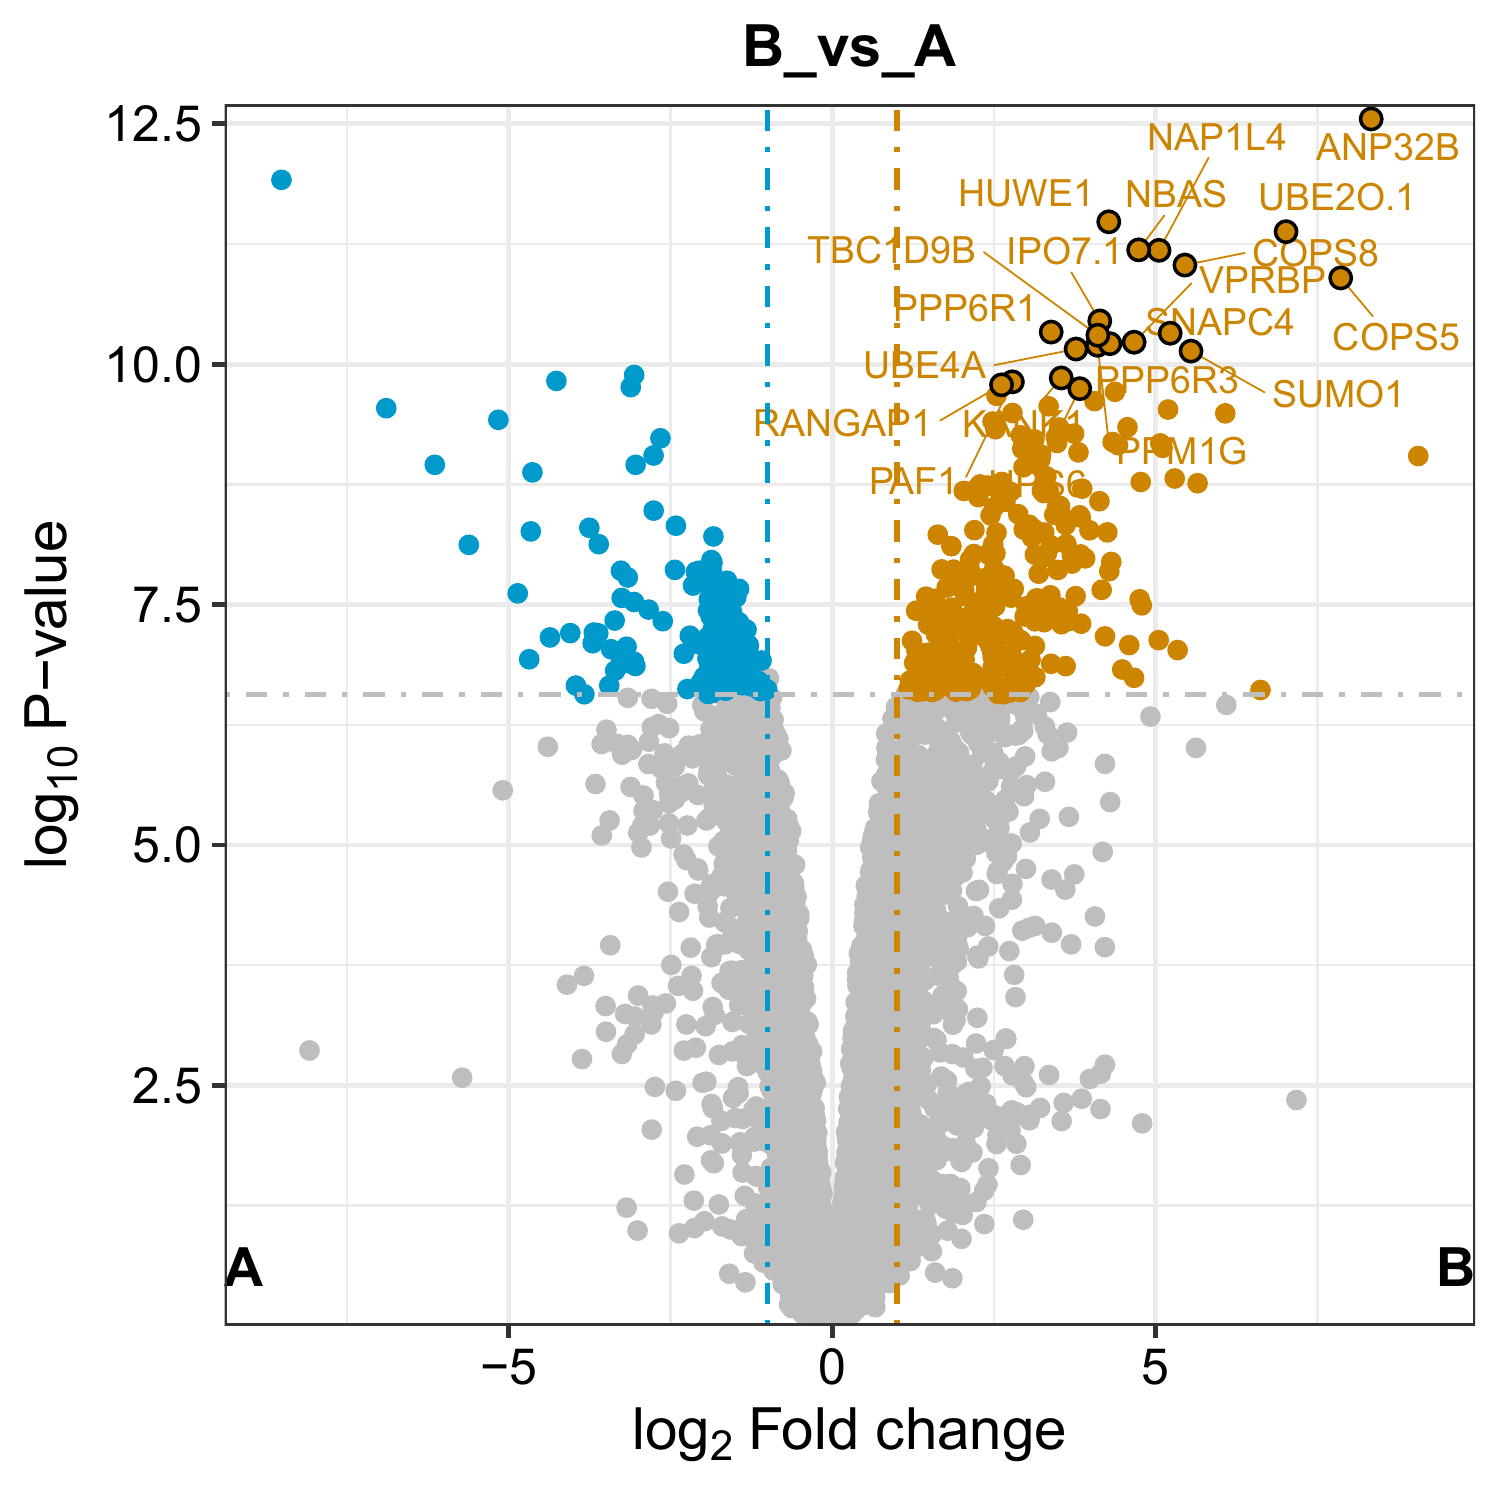 B_vs_A
12.5
NAP1L4
ANP32B
HUWE1
NBAS
UBE2O.1
TBC1D9B
IPO7.1
COPS8
VPRBP
PPP6R1
SNAPC4
COPS5
10.0
UBE4A
PPP6R3
SUMO1
RANGAP1
PPM1G
PAF1
7.5
5.0
2.5
log10 P−value
A
B
−5
0
5
log2 Fold change